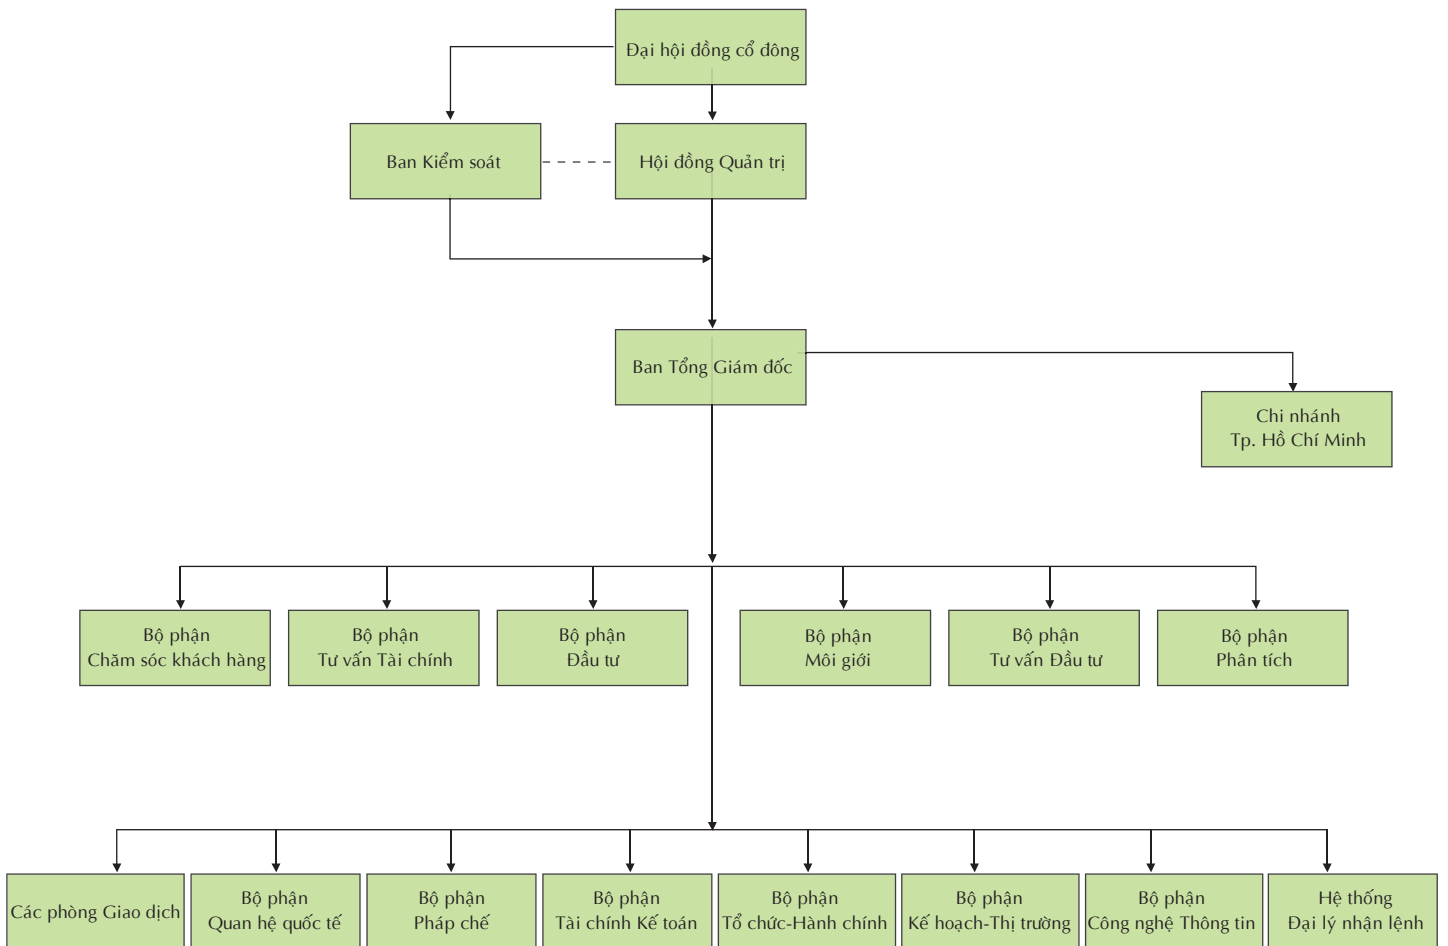 Đại hội đồng cổ đông
Ban Kiểm soát
Hội đồng Quản trị
Ban Tổng Giám đốc
Chi nhánh
Tp. Hồ Chí Minh
Bộ phận
Chăm sóc khách hàng
Bộ phận
Tư vấn Tài chính
Bộ phận
Đầu tư
Bộ phận
Môi giới
Bộ phận
Tư vấn Đầu tư
Bộ phận
Phân tích
Các phòng Giao dịch
Bộ phận
Quan hệ quốc tế
Bộ phận
Pháp chế
Bộ phận
Tài chính Kế toán
Bộ phận
Tổ chức-Hành chính
Bộ phận
Kế hoạch-Thị trường
Bộ phận
Công nghệ Thông tin
Hệ thống
Đại lý nhận lệnh